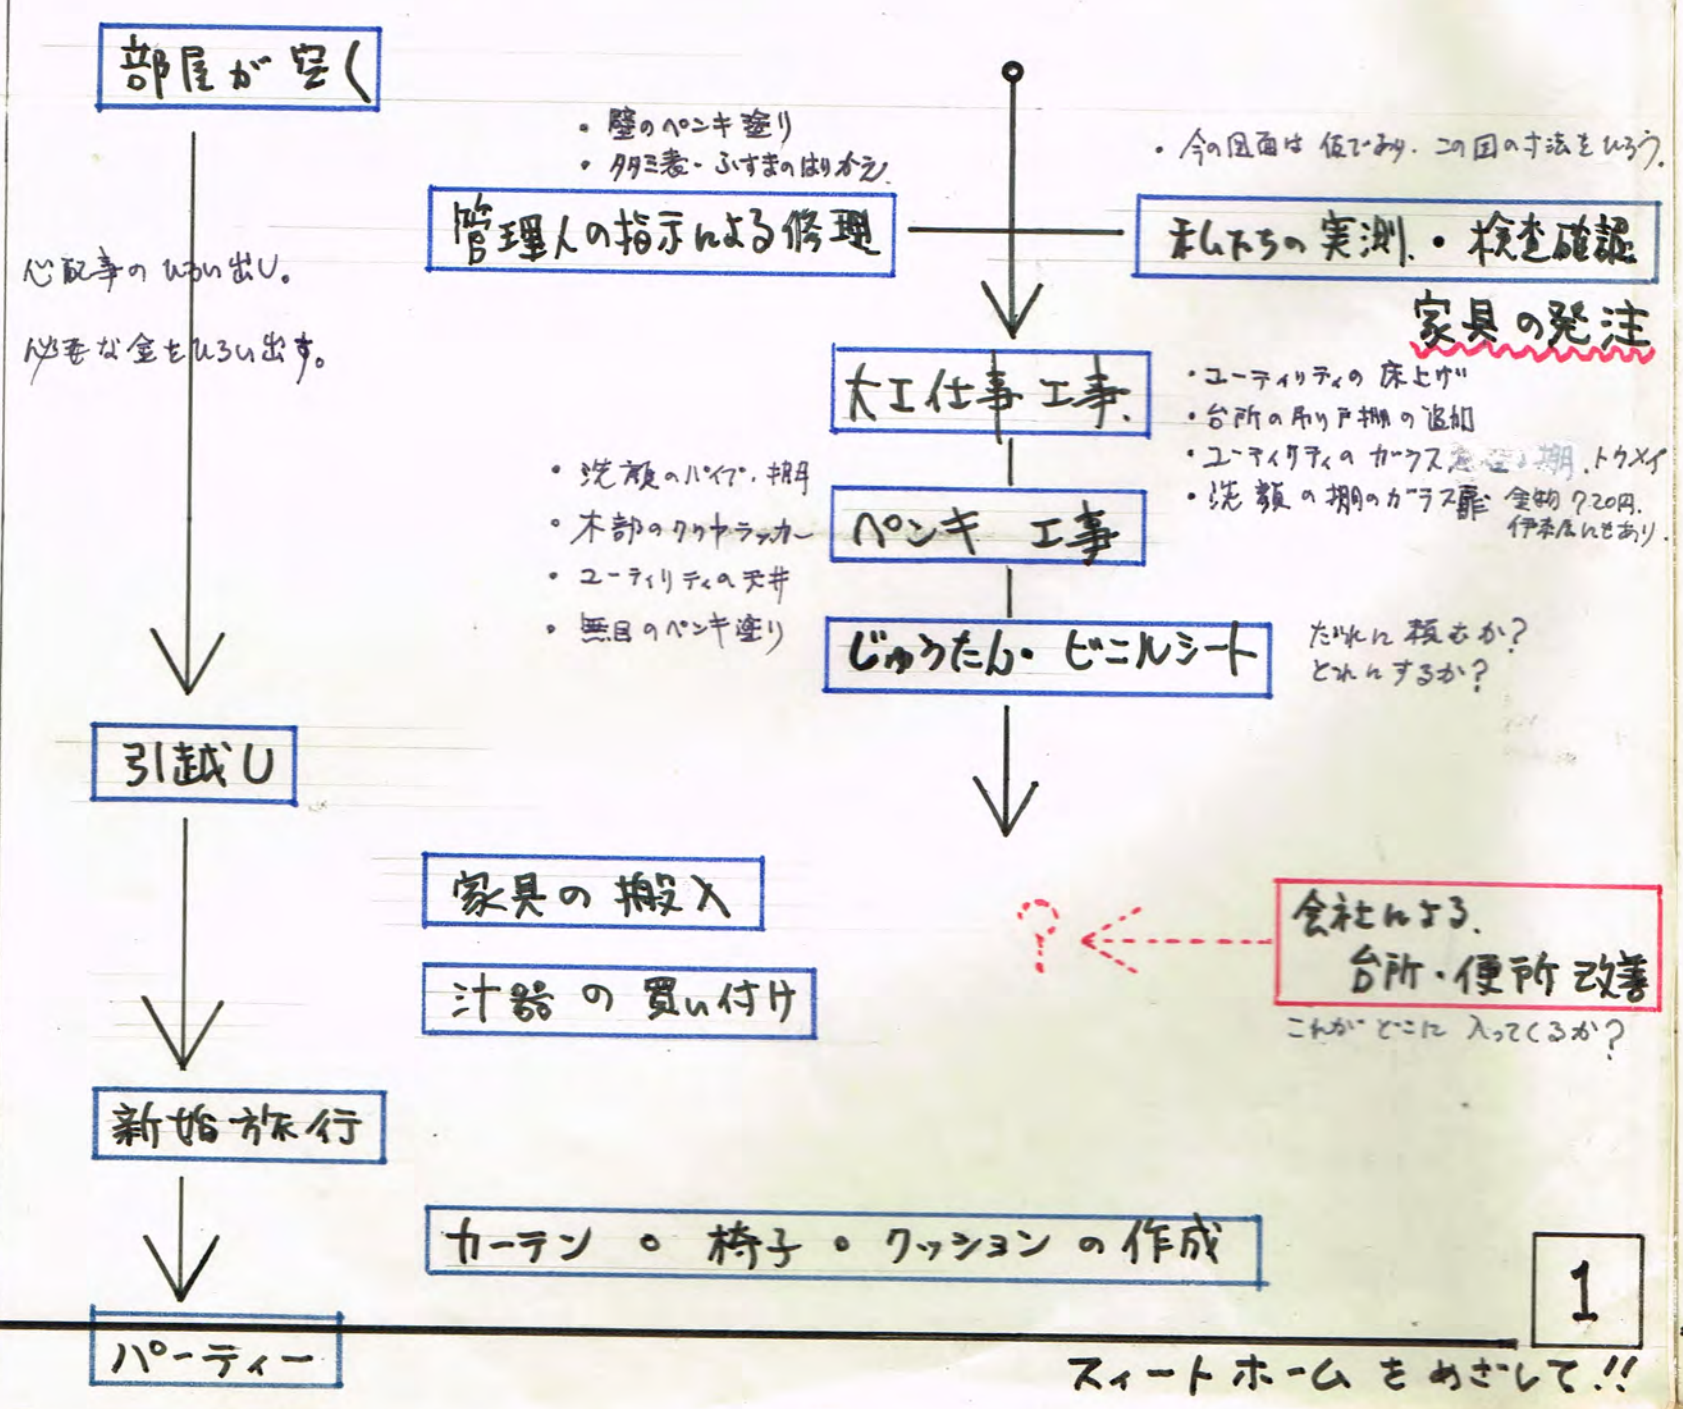 部屋が空く
・壁のペンキ塗り
・タタミ表・ふすまのはりかえ.
・今の図面は仮であり. この図の寸法をひろう.
管理人の指示による修理
私たちの実測.・検査確認
心配事のひろい出し。
家具の発注
必要な金をひろい出す。
大工仕事工事.
・ユーティリティの床上げ
・台所の吊り戸棚の追加
・ユーティリティのガラス 棚.トウメイ
・洗顔の棚のガラス扉 金物 720円.
・洗顔のパイプ・棚
・木部のクリヤラッカー
・ユーティリティの天井
・無目のペンキ塗り
ペンキ 工事
じゅうたん・ビニルシート
だれに頼むか?
どれにするか?
引越し
家具の搬入
汁器の買い付け
?
会社による.
台所・便所 改善
これがどこに入ってくるか?
新婚旅行
カーテン ・ 椅子 ・ クッション の 作成
1
パーティー
スィートホームをめざして!!